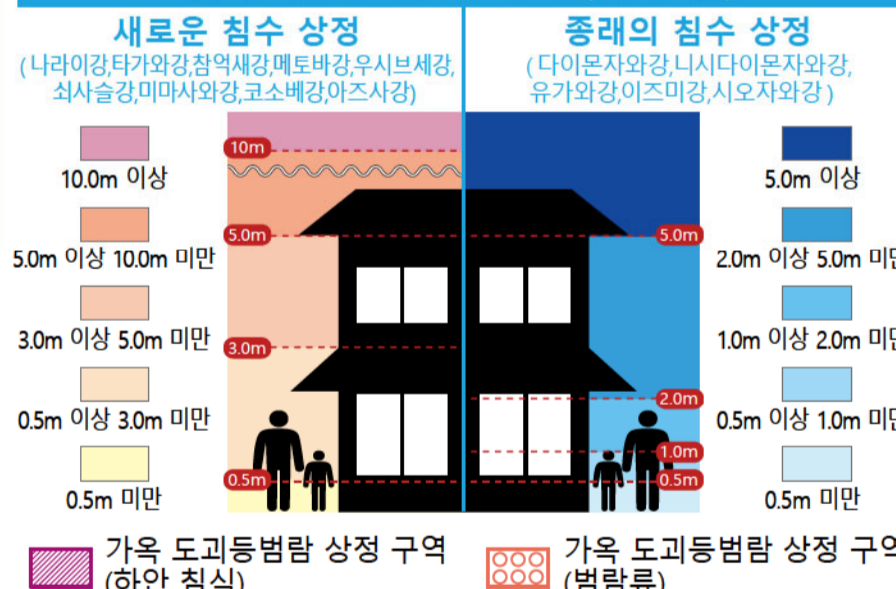 새로운 침수 상정
( 나라이강,타가와강,참억새강,메토바강,우시브세강,
쇠사슬강,미마사와강,코소베강,아즈사강)
10.0m 이상
5.0m 이상 10.0m 미만
3.0m 이상 5.0m 미만
0.5m 이상 3.0m 미만
0.5m 미만
10m
5.0m
3.0m
0.5m
종래의 침수 상정
( 다이몬자와강,니시다이몬자와강,
유가와강,이즈미강,시오자와강 )
5.0m
2.0m
1.0m
0.5m
5.0m 이상
2.0m 이상 5.0m 미만
1.0m 이상 2.0m 미만
0.5m 이상 1.0m 미만
0.5m 미만
가옥 도괴등범람 상정 구역
(하안 침식)
가옥 도괴등범람 상정 구역
(범람류)